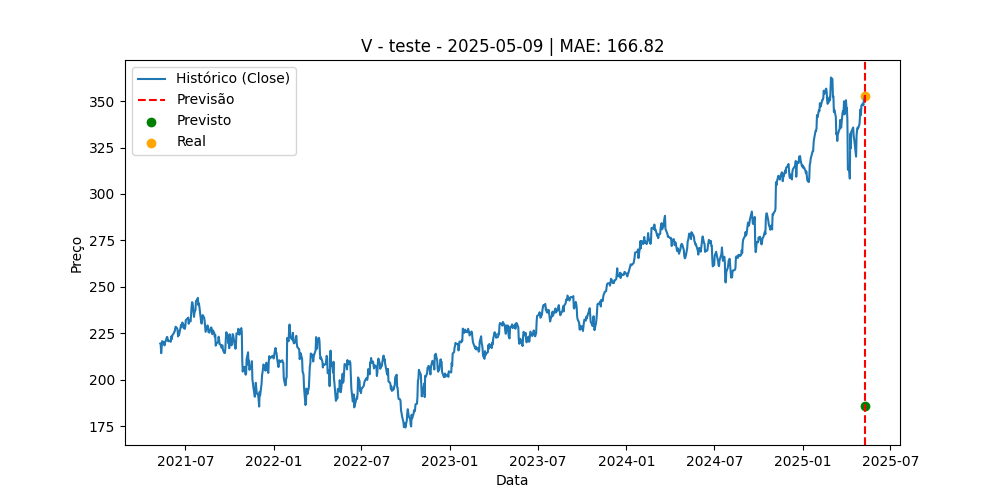 V - teste - 2025-05-09 | MAE: 166.82
Histórico (Close)
Previsão
Previsto
Real
Preço
350
325
300
275
250
225
200
175
2021-07 2022-01 2022-07 2023-01 2023-07 2024-01 2024-07 2025-01 2025-07
Data